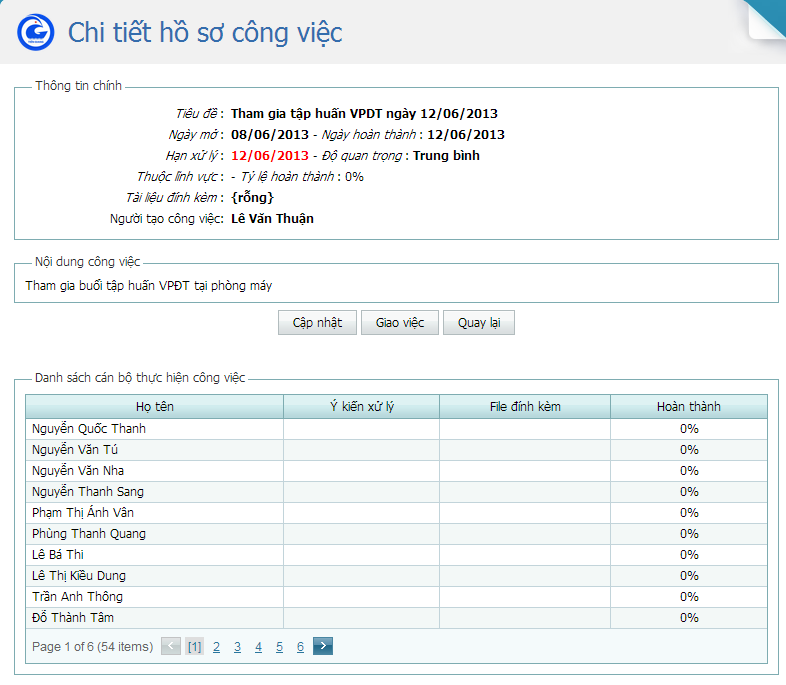 Chi tiết hồ sơ công việc
Thông tin chính
Tiêu đề : Tham gia tập huấn VPDT ngày 12/06/2013
Ngày mở : 08/06/2013 - Ngày hoàn thành : 12/06/2013
Hạn xử lý : 12/06/2013 - Độ quan trọng : Trung bình
Thuộc lĩnh vực : - Tỷ lệ hoàn thành : 0%
Tài liệu đính kèm : {rỗng}
Người tạo công việc: Lê Văn Thuận
Nội dung công việc
Tham gia buổi tập huấn VPĐT tại phòng máy
Cập nhật Giao việc Quay lại
Danh sách cán bộ thực hiện công việc
Họ tên Ý kiến xử lý File đính kèm Hoàn thành
Nguyễn Quốc Thanh 0%
Nguyễn Văn Tú 0%
Nguyễn Văn Nha 0%
Nguyễn Thanh Sang 0%
Phạm Thị Ánh Vân 0%
Phùng Thanh Quang 0%
Lê Bá Thi 0%
Lê Thị Kiều Dung 0%
Trần Anh Thông 0%
Đỗ Thành Tâm 0%
Page 1 of 6 (54 items) < [1] 2 3 4 5 6 >